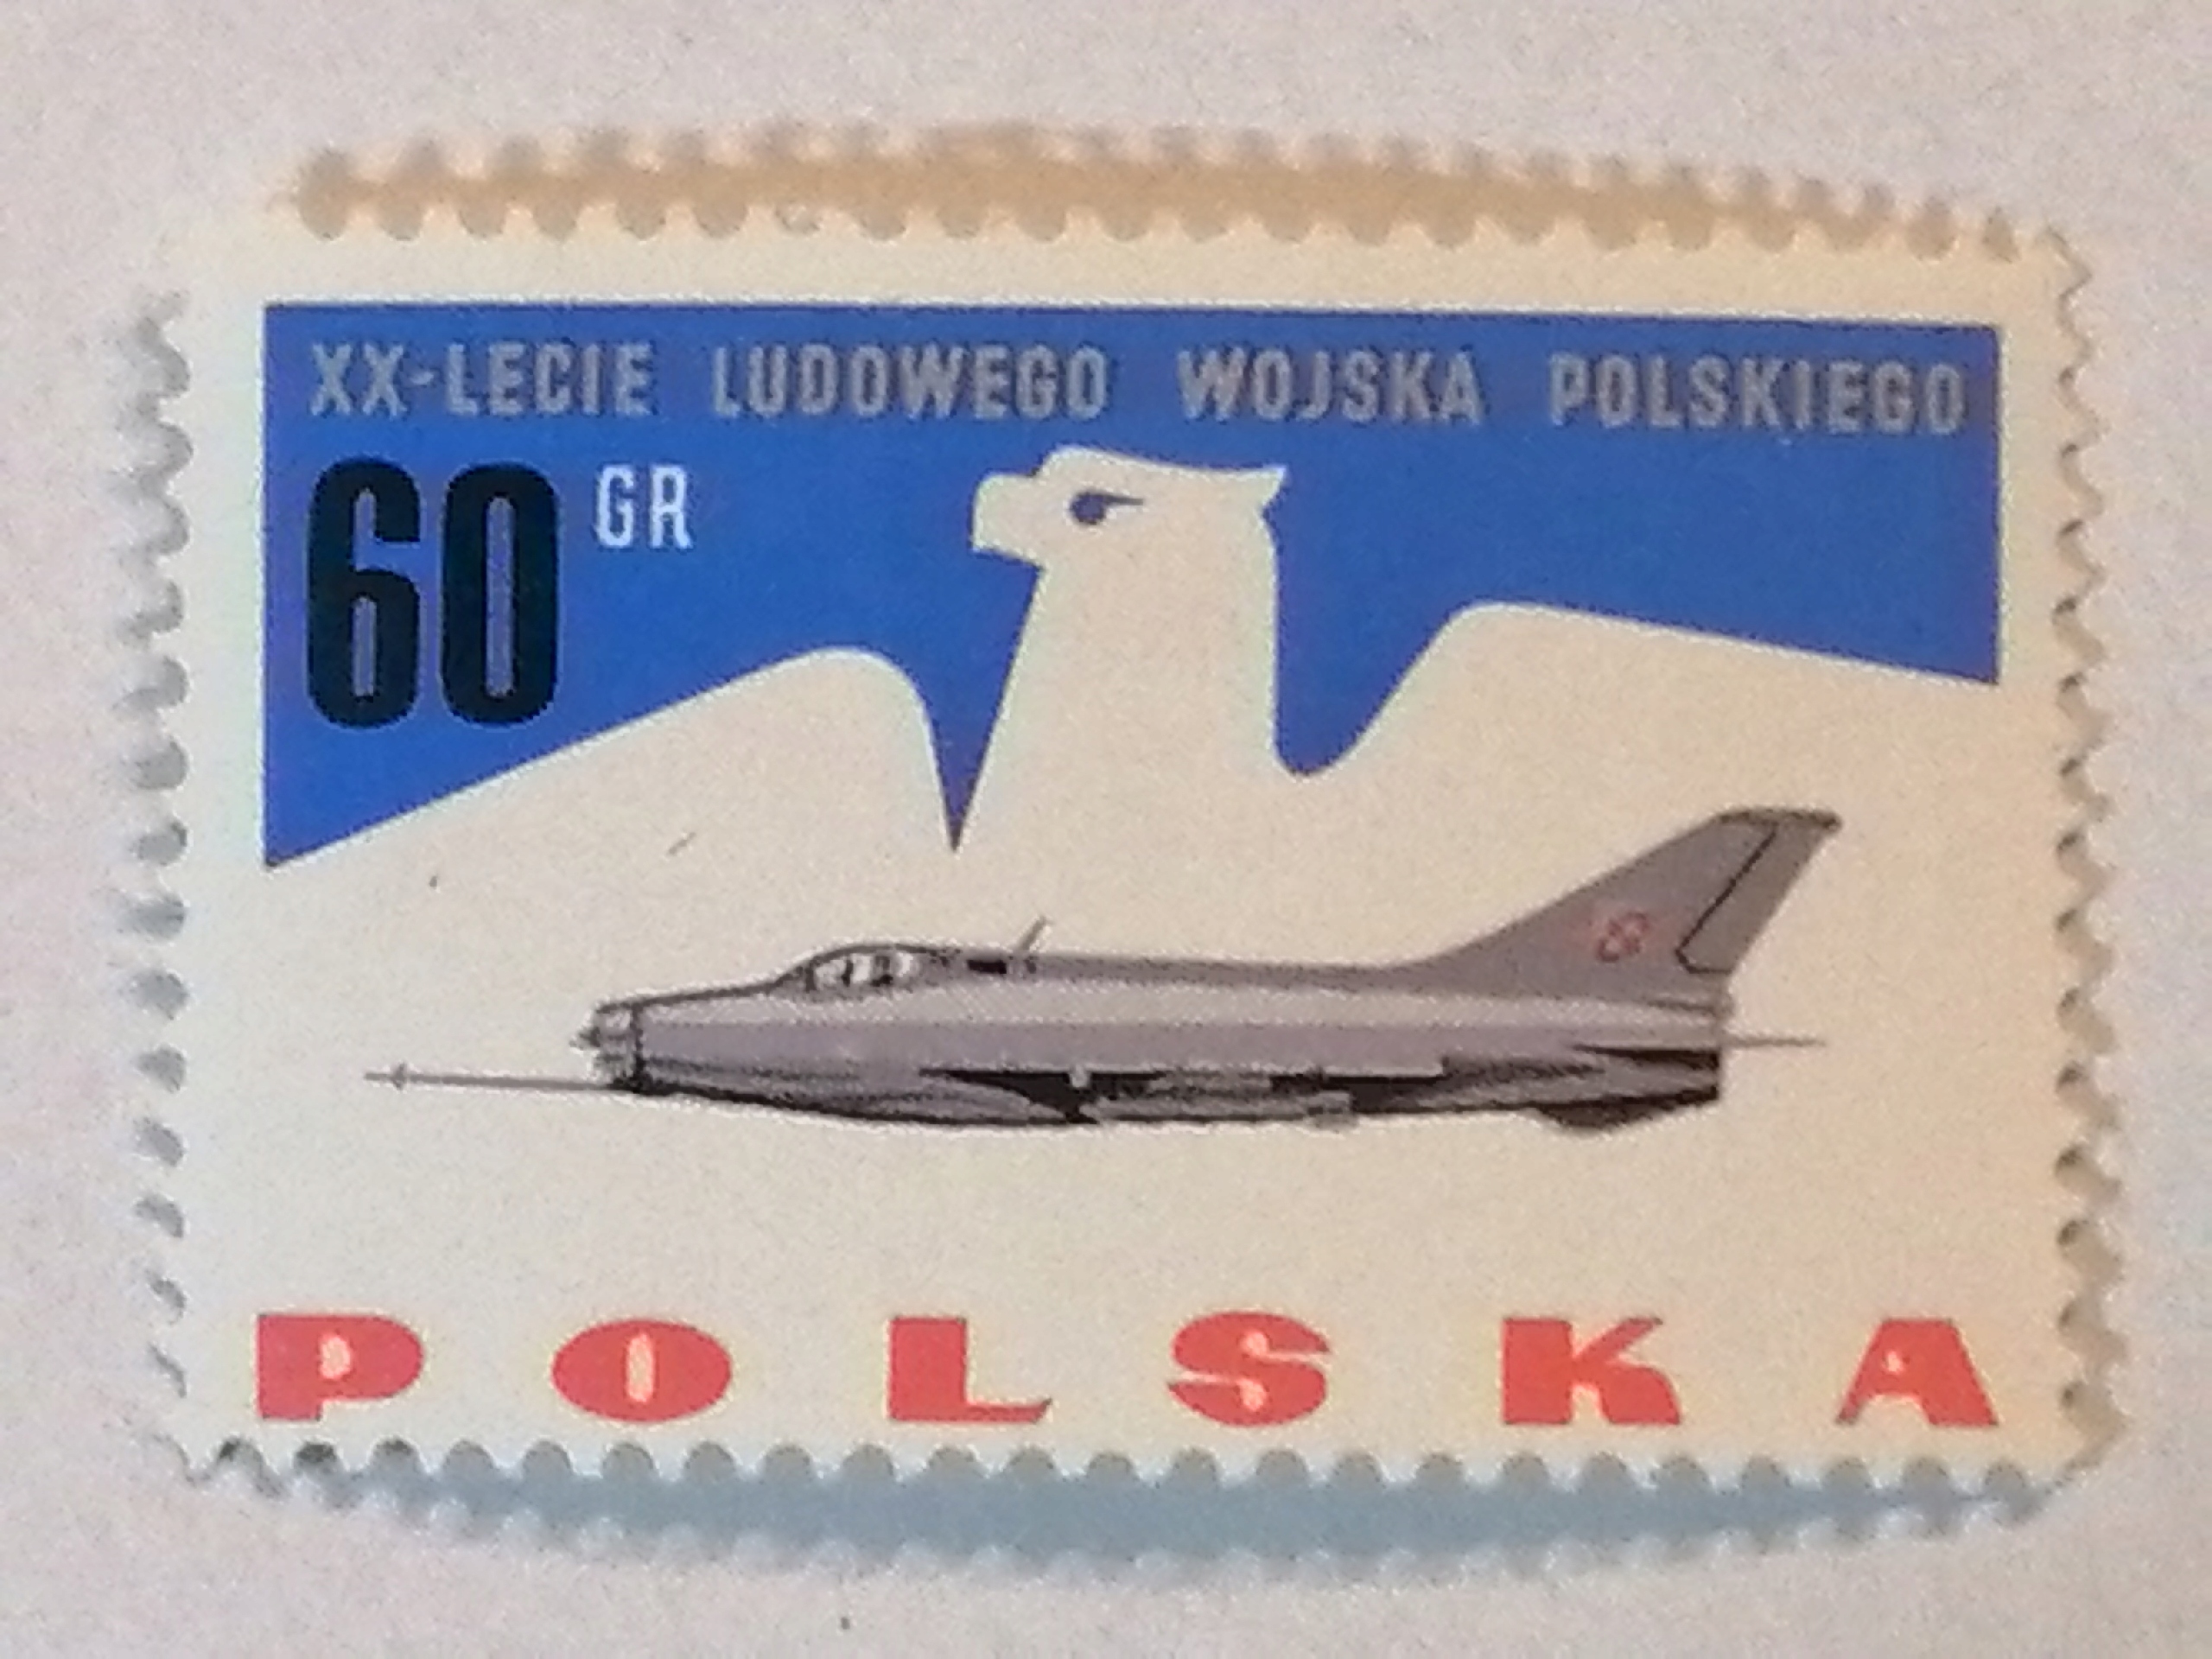 XX-LECIE LUDOWEGO WOJSKA POLSKIEGO
60 GR
POLSKA